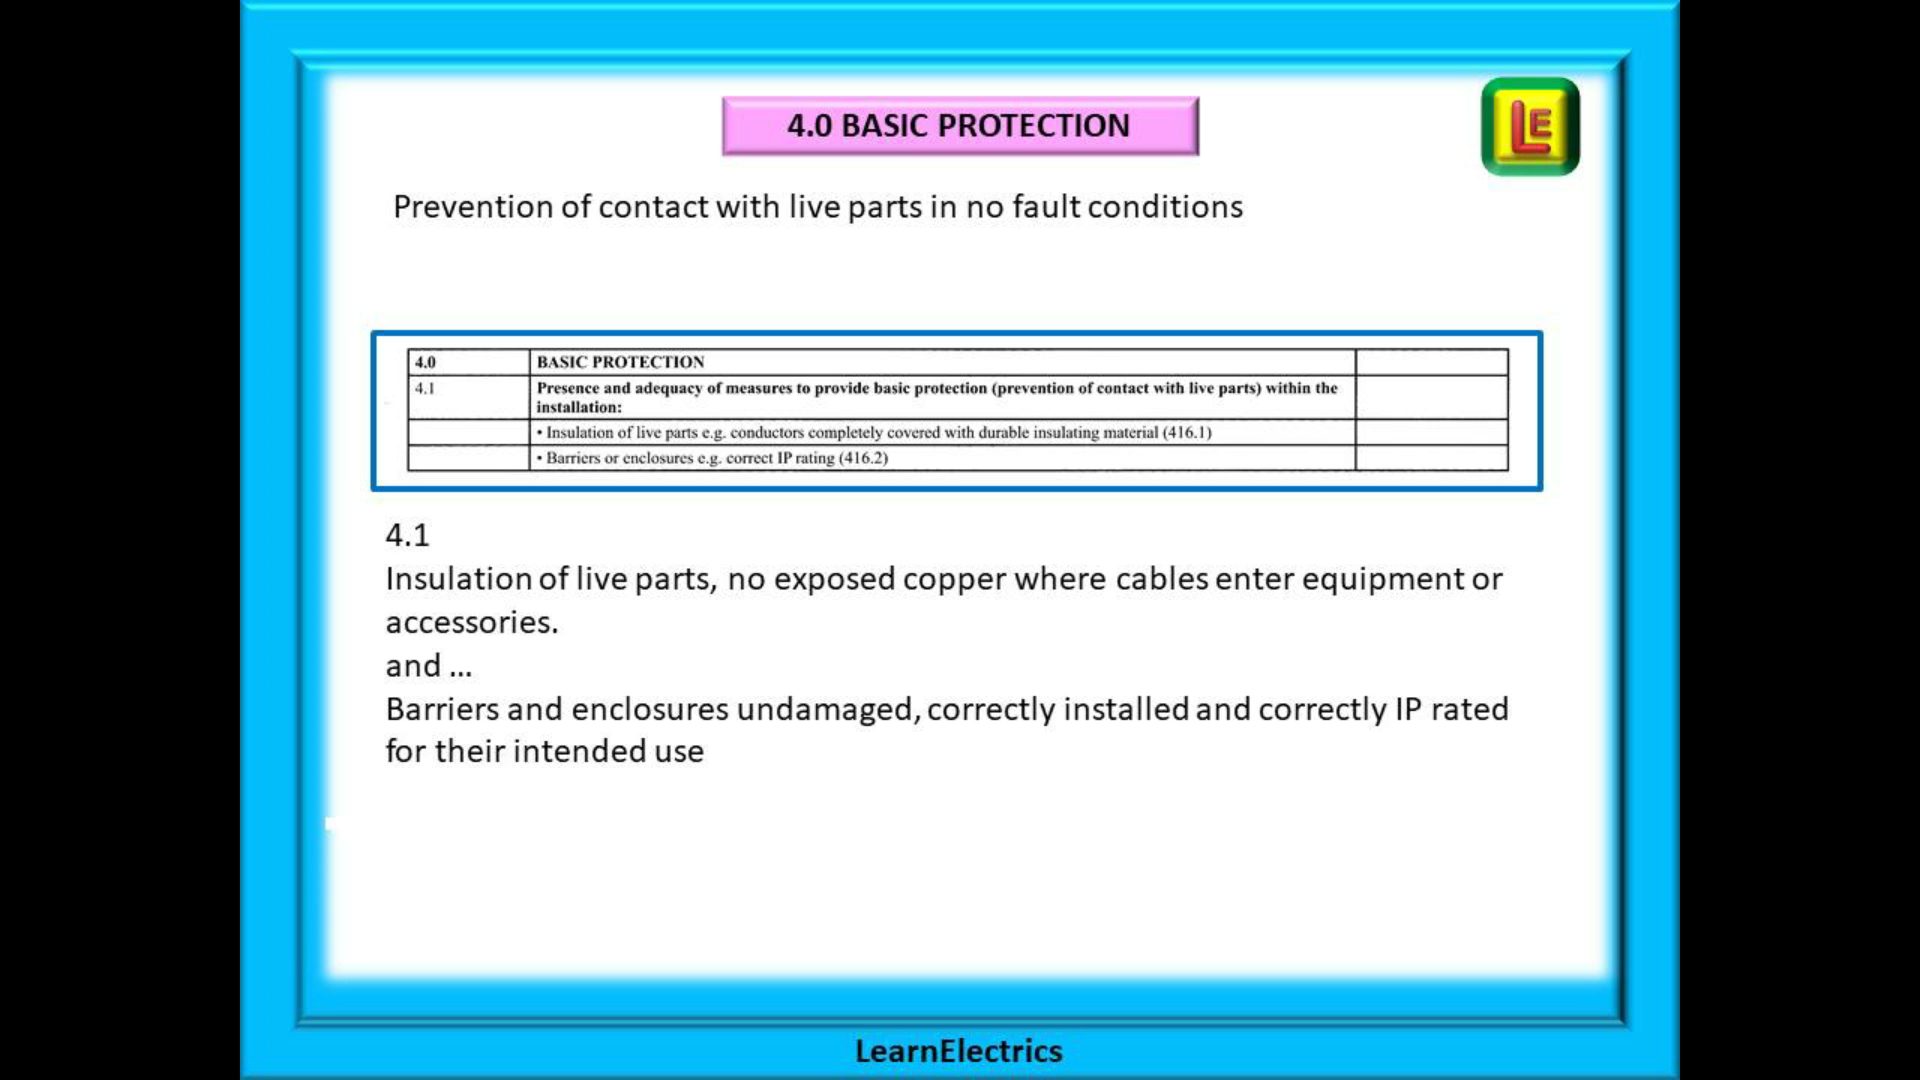 4.0 BASIC PROTECTION
LE
Prevention of contact with live parts in no fault conditions
4.0 BASIC PROTECTION
4.1 Presence and adequacy of measures to provide basic protection (prevention of contact with live parts) within the
installation:
• Insulation of live parts e.g. conductors completely covered with durable insulating material (416.1)
• Barriers or enclosures e.g. correct IP rating (416.2)
4.1
Insulation of live parts, no exposed copper where cables enter equipment or
accessories.
and ...
Barriers and enclosures undamaged, correctly installed and correctly IP rated
for their intended use
LearnElectrics